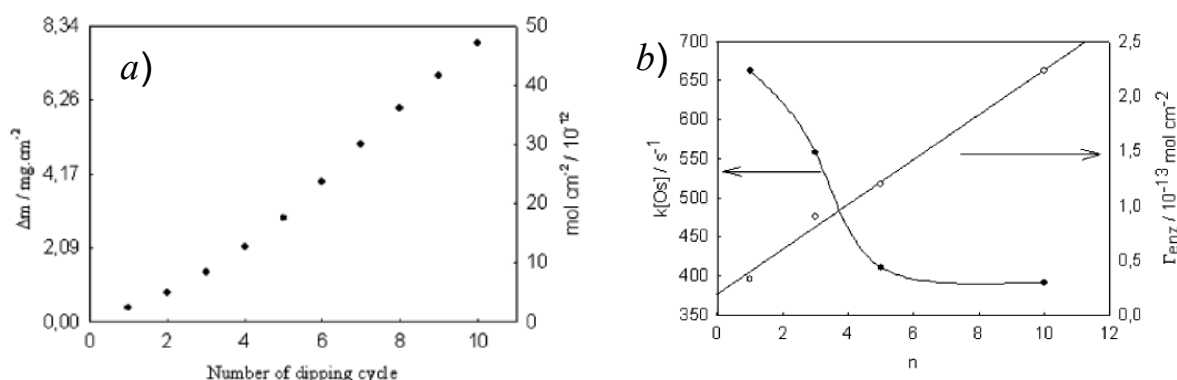 a)
8,34
6,26
4,17
2,09
0,00
Δm / mg.cm⁻²
50
40
30
20
10
0
mol cm⁻² / 10⁻¹²
0 2 4 6 8 10
Number of dipping cycle
b)
700
650
600
550
500
450
400
350
k[Os] / s⁻¹
2,5
2,0
1,5
1,0
0,5
0,0
Γenz / 10⁻¹³ mol cm⁻²
0 2 4 6 8 10 12
n